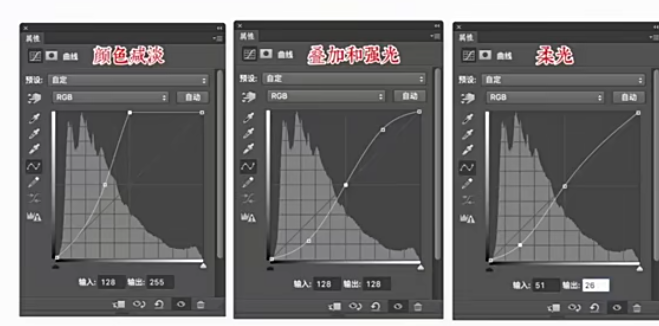 属性
曲线
颜色减淡
预设: 自定
RGB
自动
输入: 128 输出: 255
属性
曲线
叠加和强光
预设: 自定
RGB
自动
输入: 128 输出: 128
属性
曲线
柔光
预设: 自定
RGB
自动
输入: 51 输出: 26